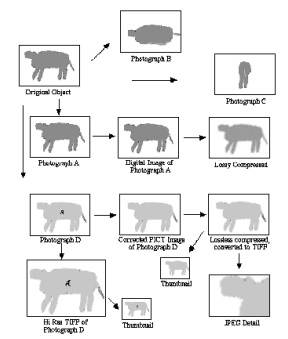 Photograph B
Original Object
Photograph C
Photograph A
Digital Image of
Photograph A
Lossy Compressed
Photograph D
Corrected PICT Image
of Photograph D
Lossless compressed,
converted to TIFF
Thumbnail
Hi Res TIFF of
Photograph D
Thumbnail
JPEG Detail